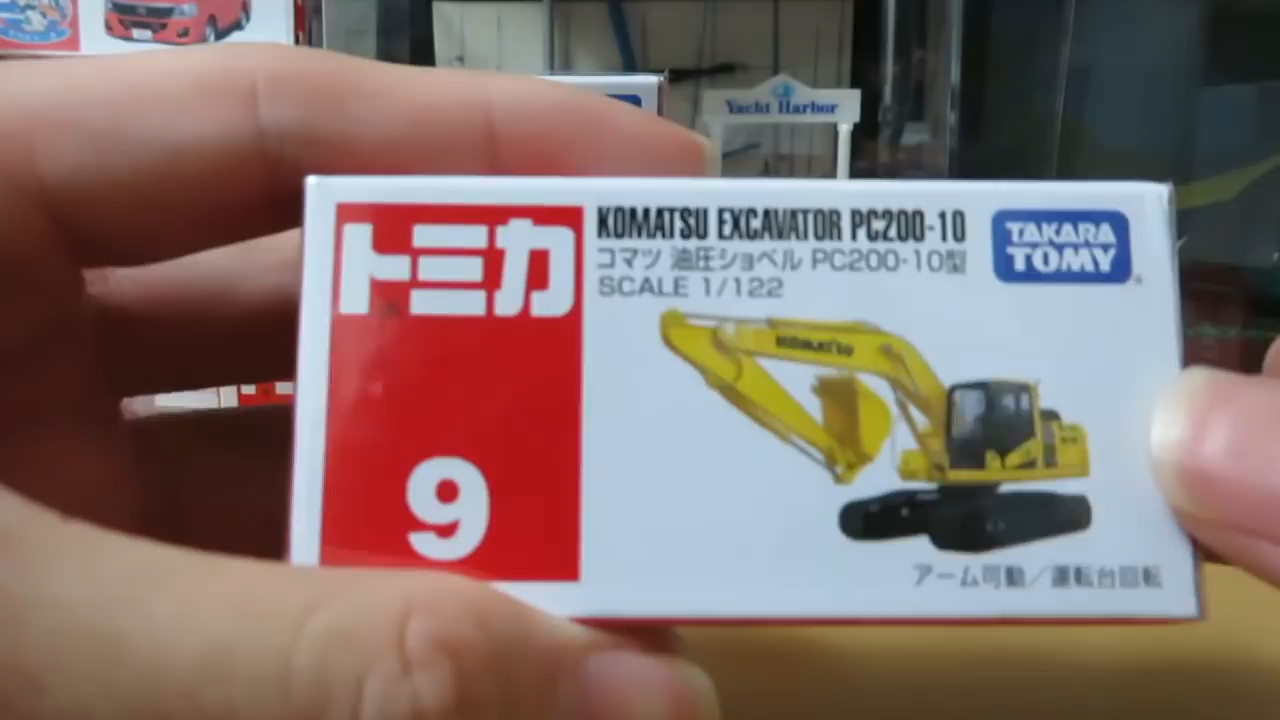 Yacht Harbor
トミカ
9
KOMATSU EXCAVATOR PC200-10
コマツ 油圧ショベル PC200-10型
SCALE 1/122
TAKARA
TOMY
KOMATSU
アーム可動／運転台回転